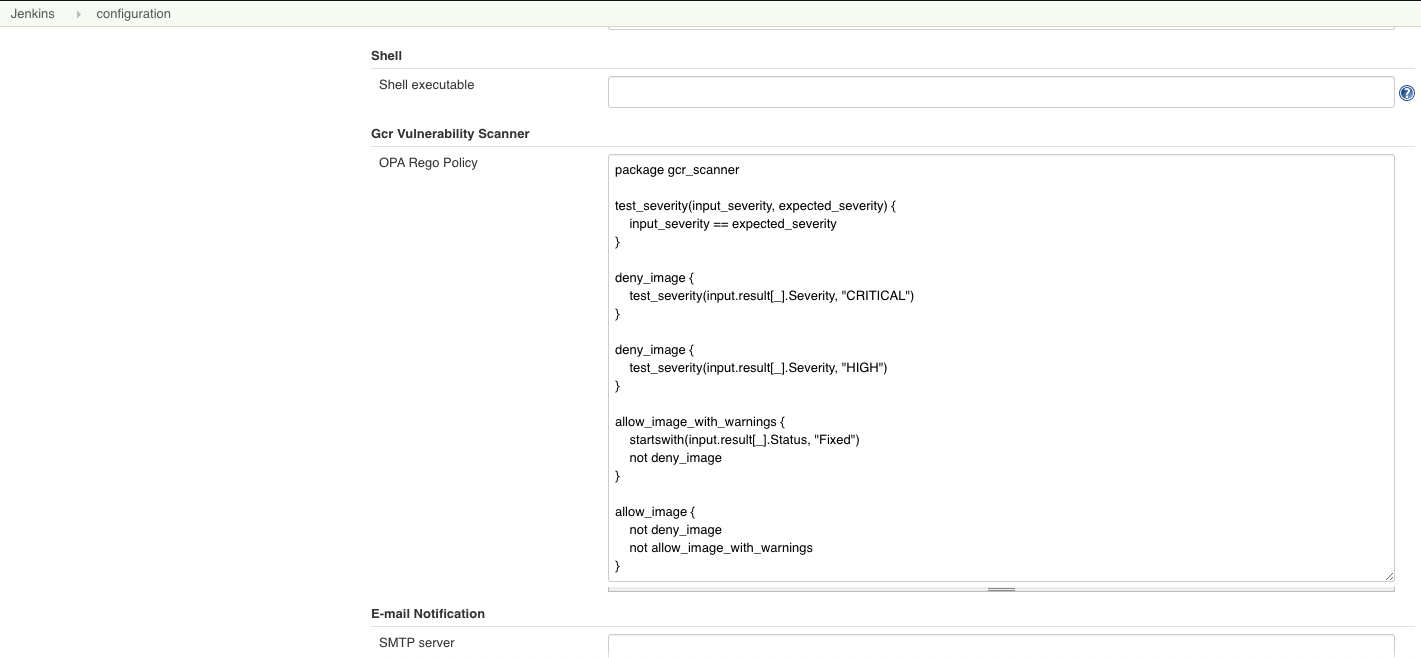 Jenkins configuration
Shell
Shell executable
?
Gcr Vulnerability Scanner
OPA Rego Policy
package gcr_scanner
test_severity(input_severity, expected_severity) {
    input_severity == expected_severity
}
deny_image {
    test_severity(input.result[_].Severity, "CRITICAL")
}
deny_image {
    test_severity(input.result[_].Severity, "HIGH")
}
allow_image_with_warnings {
    startswith(input.result[_].Status, "Fixed")
    not deny_image
}
allow_image {
    not deny_image
    not allow_image_with_warnings
}
E-mail Notification
SMTP server